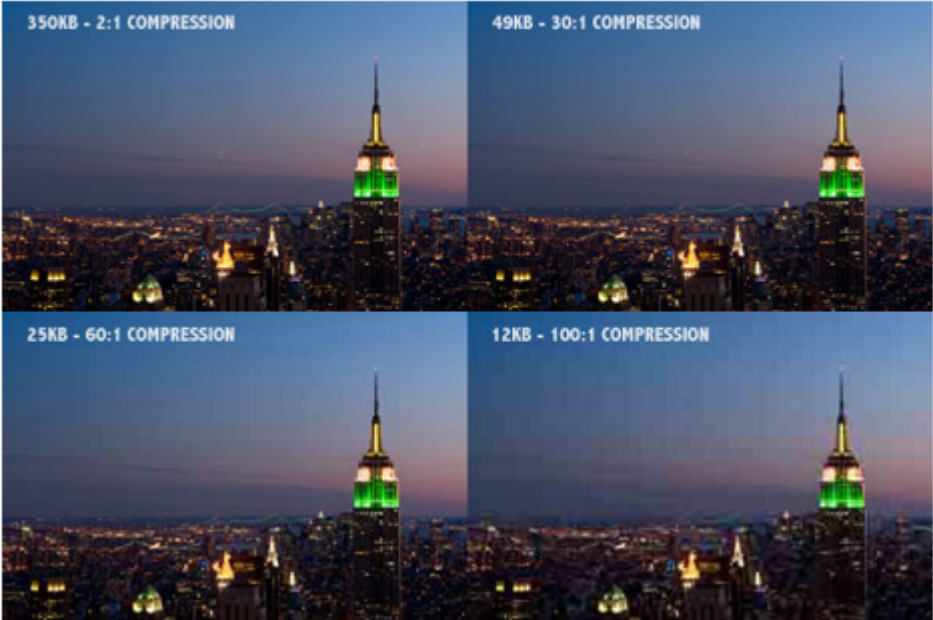 350KB - 2:1 COMPRESSION
49KB - 30:1 COMPRESSION
25KB - 60:1 COMPRESSION
12KB - 100:1 COMPRESSION